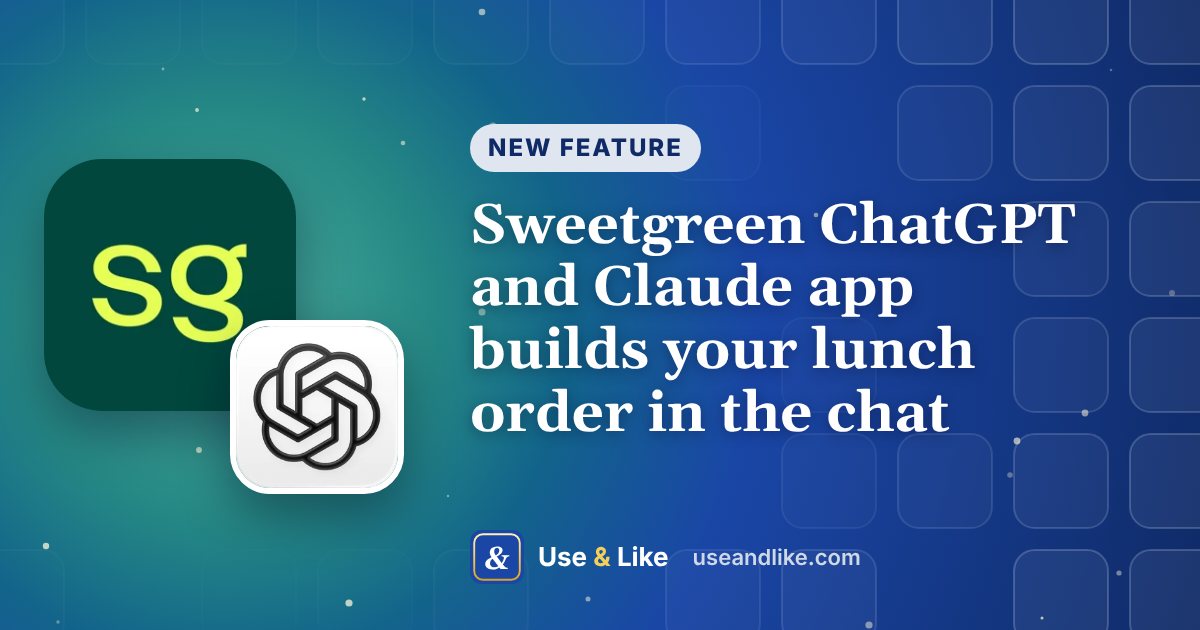 sg
NEW FEATURE
Sweetgreen ChatGPT
and Claude app
builds your lunch
order in the chat
& Use & Like useandlike.com